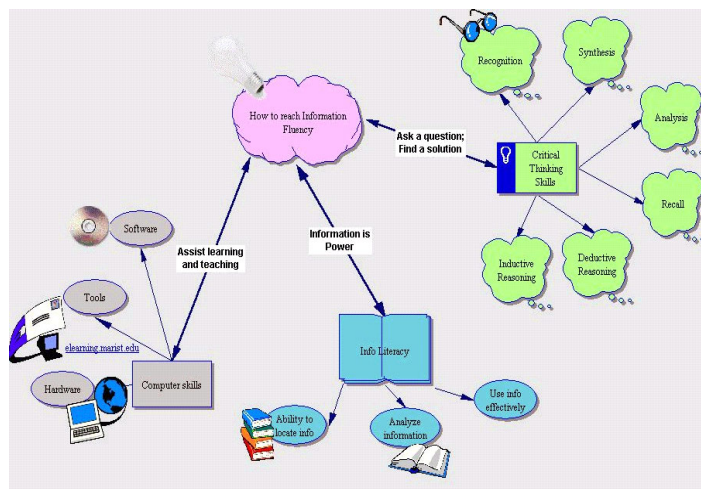 Recognition
Synthesis
How to reach Information
Fluency
Ask a question;
Find a solution
Analysis
Critical
Thinking
Skills
Recall
Software
Assist learning
and teaching
Information is
Power
Inductive
Reasoning
Deductive
Reasoning
Tools
elearning.marist.edu
Info Literacy
Hardware
Computer skills
Use info
effectively
Ability to
locate info
Analyze
information